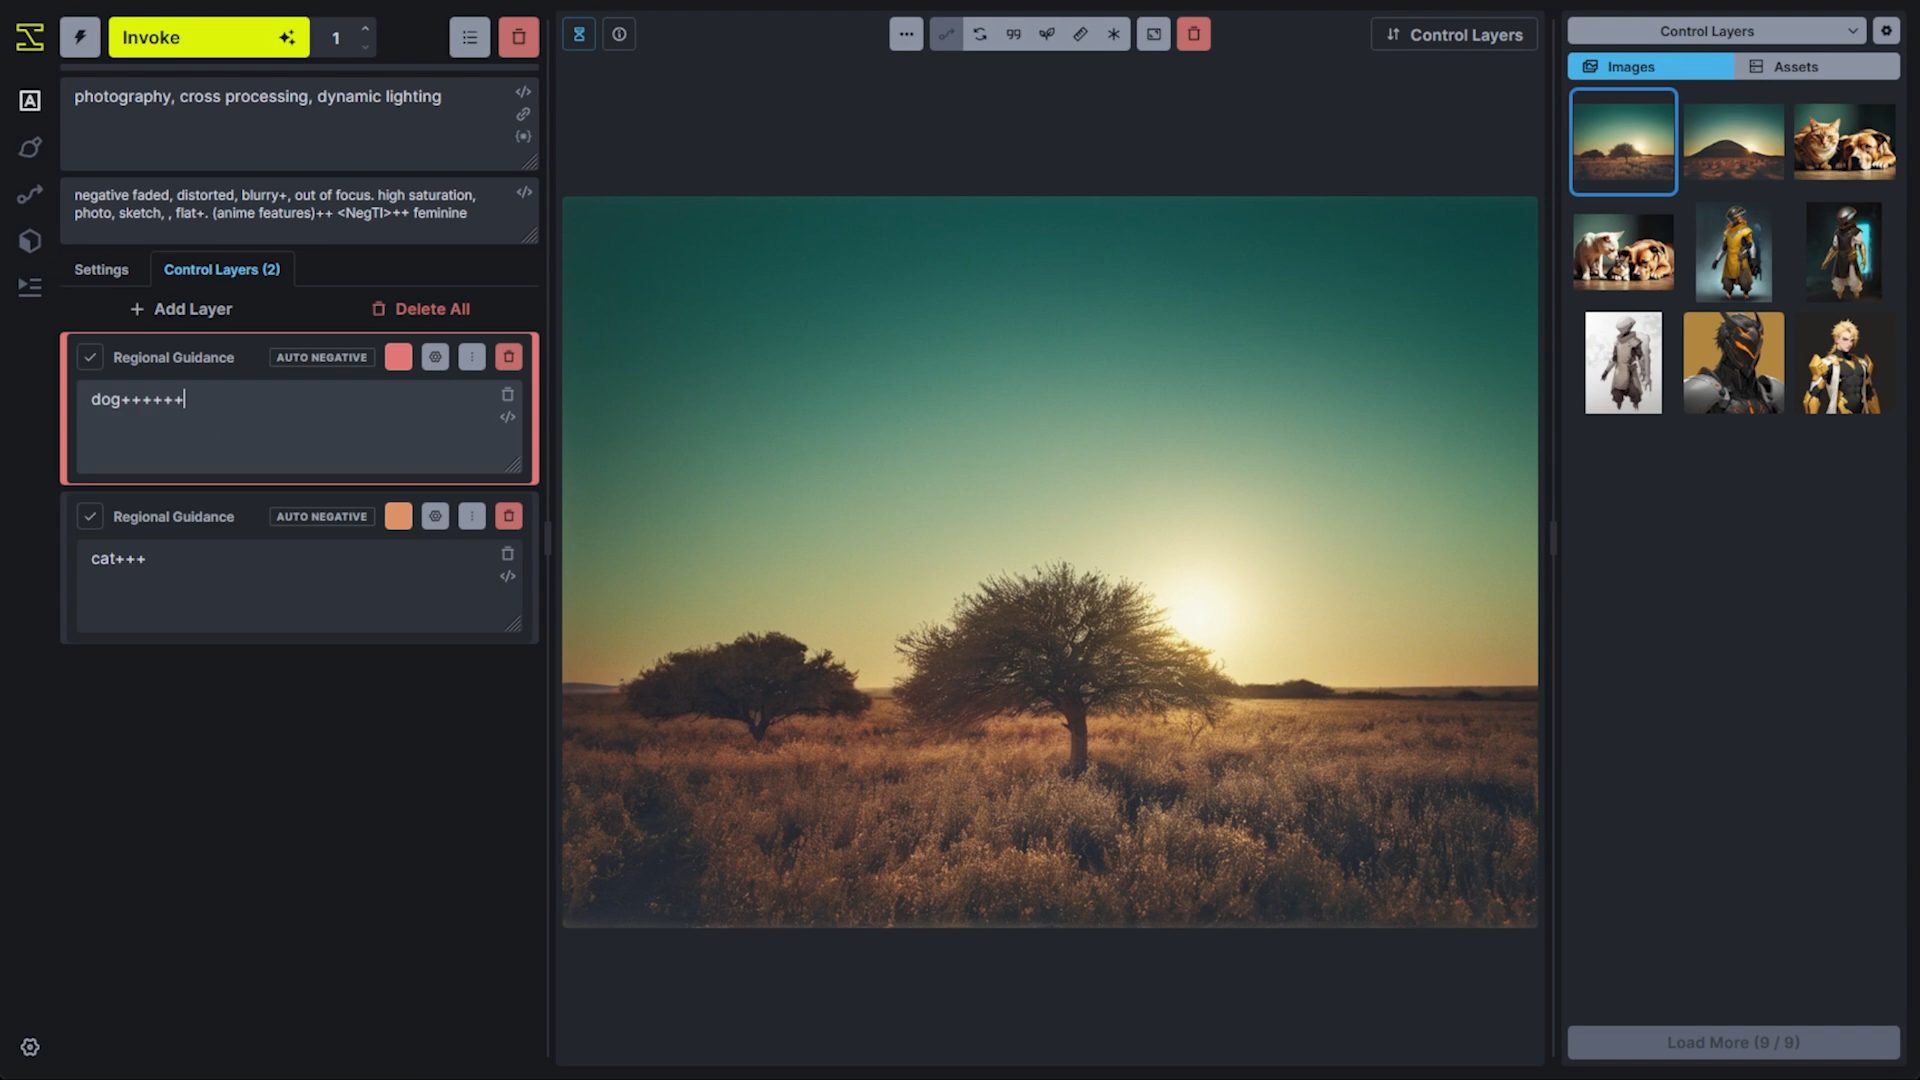 Invoke
1
Control Layers
Control Layers
Images
Assets
photography, cross processing, dynamic lighting
negative faded, distorted, blurry+, out of focus. high saturation,
photo, sketch, , flat+. (anime features)++ <NegTI>++ feminine
Settings
Control Layers (2)
+ Add Layer
Delete All
Regional Guidance
AUTO NEGATIVE
dog++++++
Regional Guidance
AUTO NEGATIVE
cat+++
Load More (9 / 9)